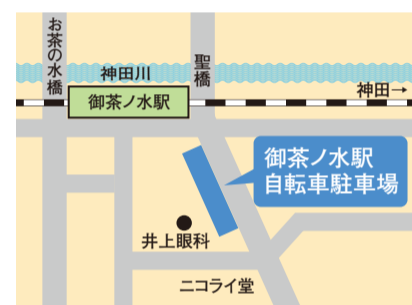 お茶の水橋
神田川
聖橋
神田→
御茶ノ水駅
御茶ノ水駅
自転車駐車場
井上眼科
ニコライ堂